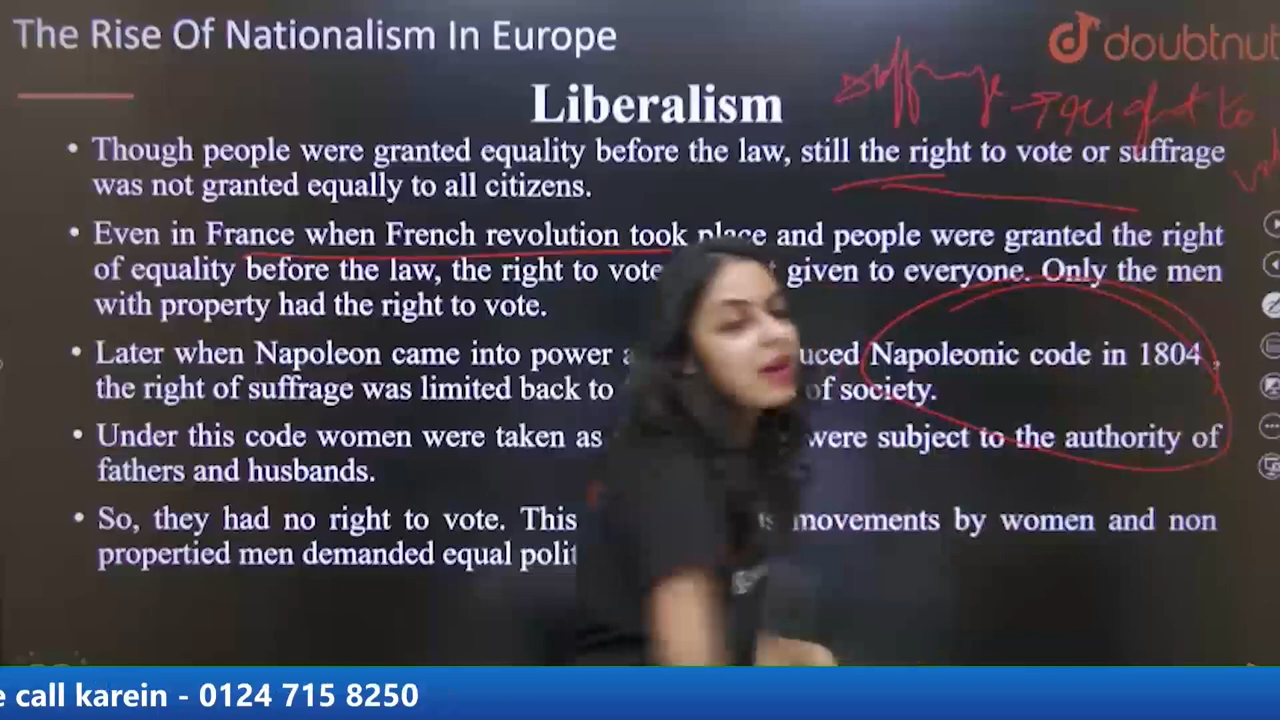 The Rise Of Nationalism In Europe
doubtnut
suffrage → right to
Liberalism
• Though people were granted equality before the law, still the right to vote or suffrage
was not granted equally to all citizens.
• Even in France when French revolution took place and people were granted the right
of equality before the law, the right to vote given to everyone. Only the men
with property had the right to vote.
• Later when Napoleon came into power Napoleonic code in 1804 ,
the right of suffrage was limited back to of society.
• Under this code women were taken as were subject to the authority of
fathers and husbands.
• So, they had no right to vote. This movements by women and non
propertied men demanded equal
call karein - 0124 715 8250